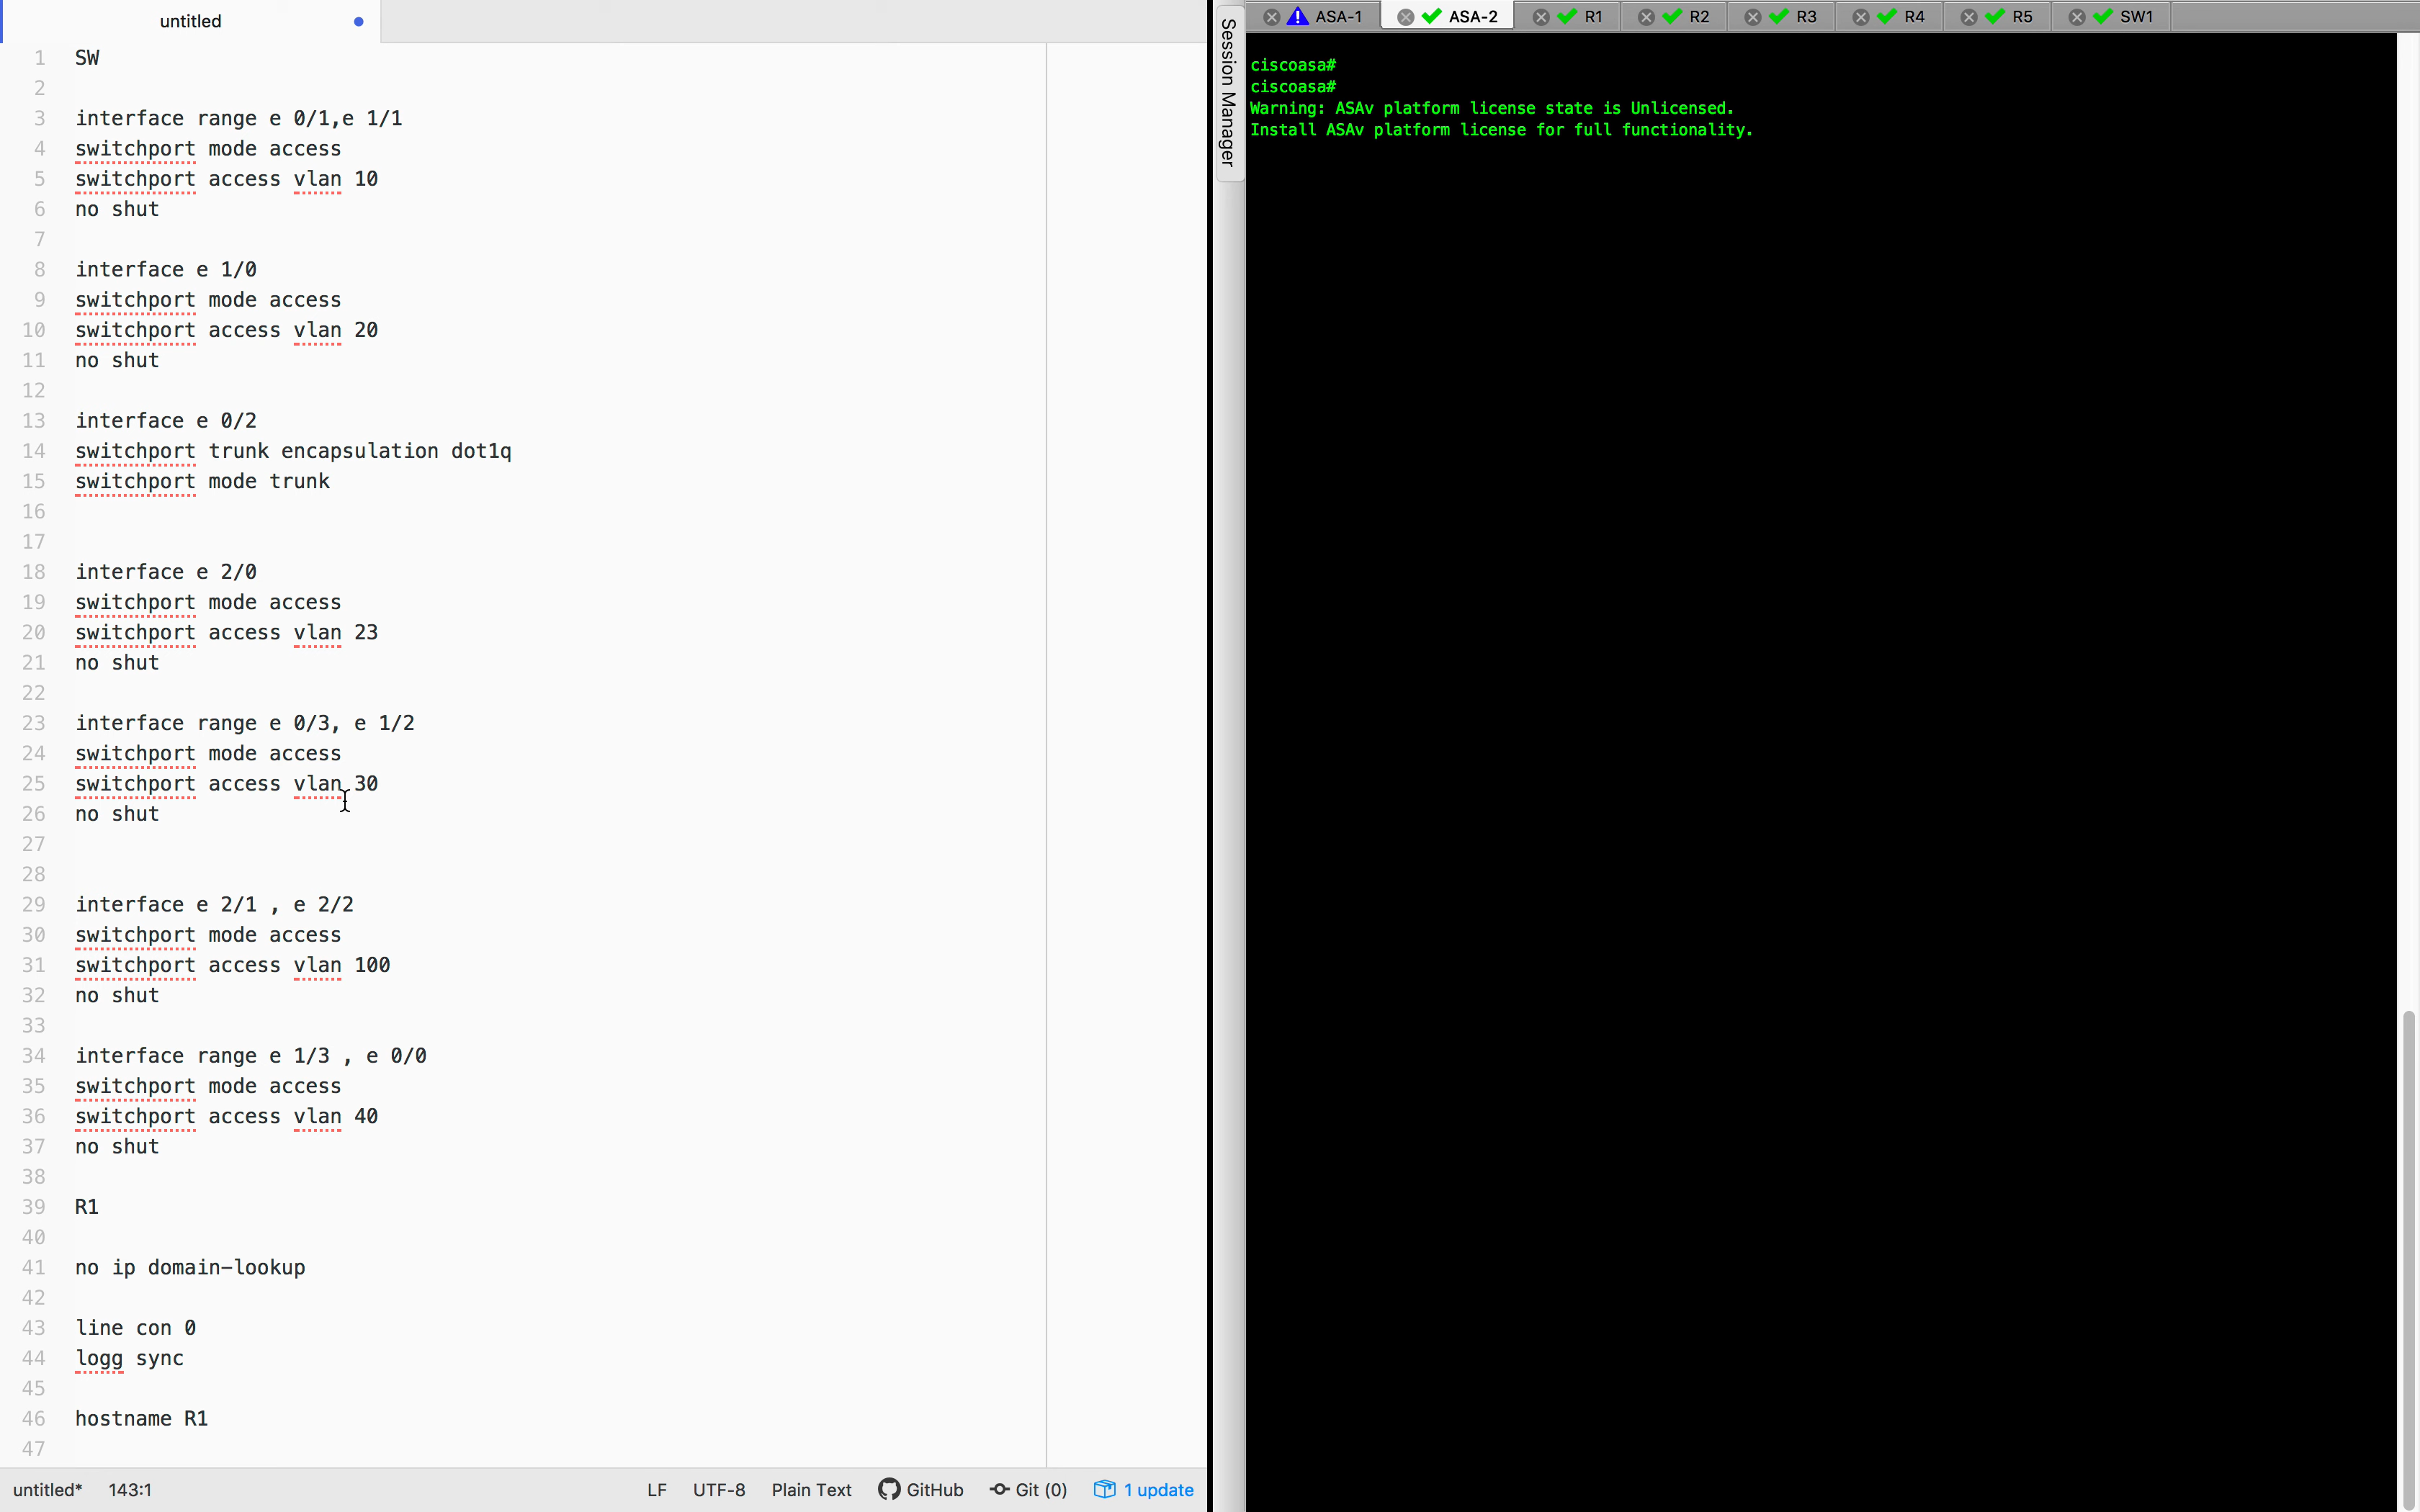 untitled
1 SW
2
3 interface range e 0/1,e 1/1
4 switchport mode access
5 switchport access vlan 10
6 no shut
7
8 interface e 1/0
9 switchport mode access
10 switchport access vlan 20
11 no shut
12
13 interface e 0/2
14 switchport trunk encapsulation dot1q
15 switchport mode trunk
16
17
18 interface e 2/0
19 switchport mode access
20 switchport access vlan 23
21 no shut
22
23 interface range e 0/3, e 1/2
24 switchport mode access
25 switchport access vlan 30
26 no shut
27
28
29 interface e 2/1 , e 2/2
30 switchport mode access
31 switchport access vlan 100
32 no shut
33
34 interface range e 1/3 , e 0/0
35 switchport mode access
36 switchport access vlan 40
37 no shut
38
39 R1
40
41 no ip domain-lookup
42
43 line con 0
44 logg sync
45
46 hostname R1
47
untitled* 143:1 LF UTF-8 Plain Text GitHub Git (0) 1 update
Session Manager
ASA-1 ASA-2 R1 R2 R3 R4 R5 SW1
ciscoasa#
ciscoasa#
Warning: ASAv platform license state is Unlicensed.
Install ASAv platform license for full functionality.